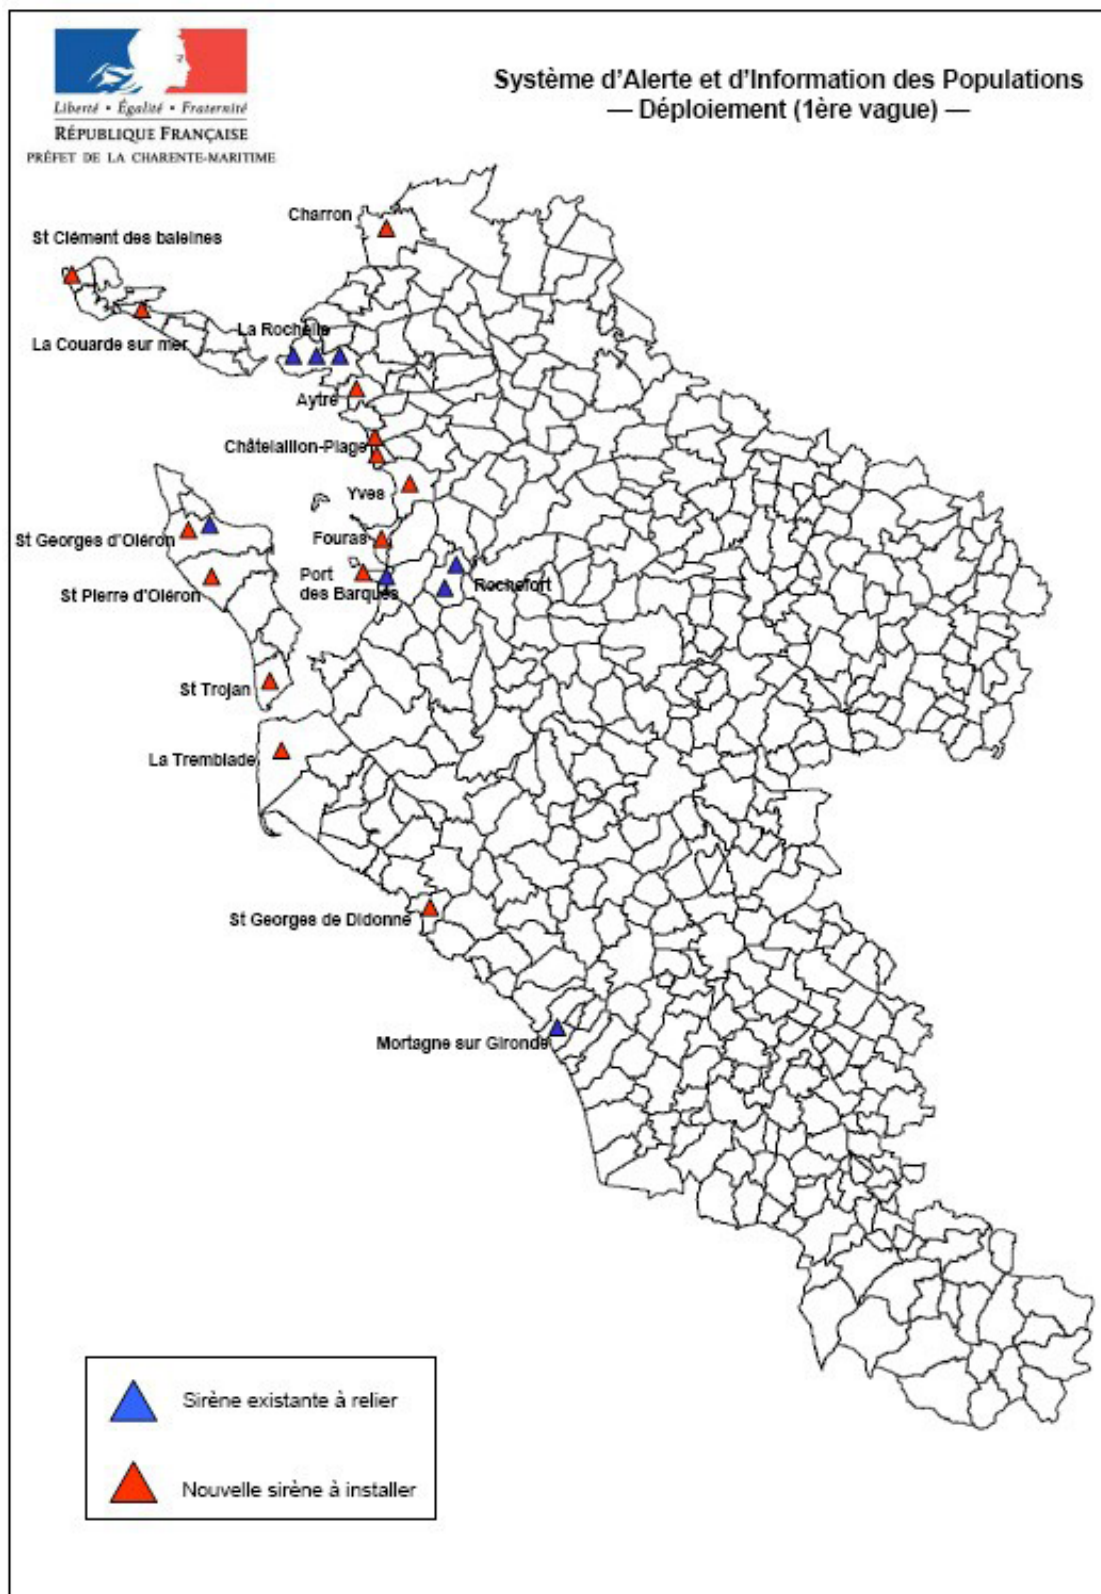 Liberté • Égalité • Fraternité
RÉPUBLIQUE FRANÇAISE
PRÉFET DE LA CHARENTE-MARITIME
Système d'Alerte et d'Information des Populations
— Déploiement (1ère vague) —
Charron
St Clément des baleines
La Rochelle
La Couarde sur mer
Aytré
Châtelaillon-Plage
Yves
St Georges d'Oléron
Fouras
Port
des Barques
Rochefort
St Pierre d'Oléron
St Trojan
La Tremblade
St Georges de Didonne
Mortagne sur Gironde
Sirène existante à relier
Nouvelle sirène à installer